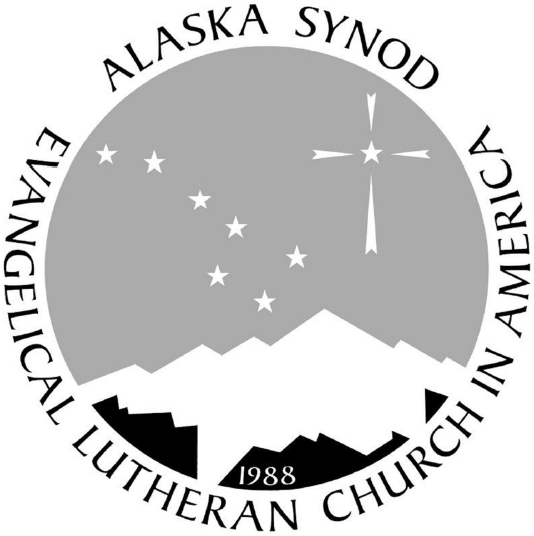 ALASKA SYNOD
EVANGELICAL LUTHERAN CHURCH IN AMERICA
1988